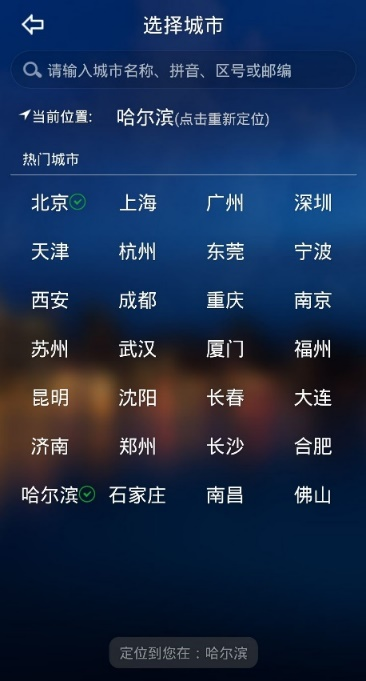 选择城市
请输入城市名称、拼音、区号或邮编
当前位置: 哈尔滨(点击重新定位)
热门城市
北京 上海 广州 深圳
天津 杭州 东莞 宁波
西安 成都 重庆 南京
苏州 武汉 厦门 福州
昆明 沈阳 长春 大连
济南 郑州 长沙 合肥
哈尔滨 石家庄 南昌 佛山
定位到您在：哈尔滨